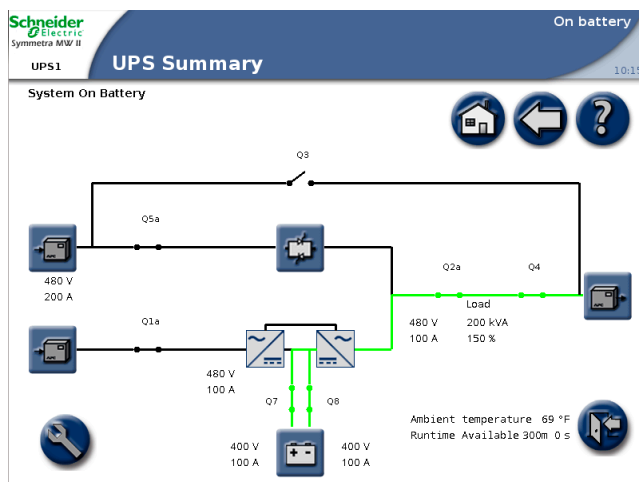 Schneider
Electric
Symmetra MW II
UPS1
UPS Summary
On battery
10:15
System On Battery
?
Q3
Q5a
480 V
200 A
Q2a
Q4
Load
480 V 200 kVA
100 A 150 %
Q1a
480 V
100 A
Q7
Q8
400 V
100 A
400 V
100 A
Ambient temperature 69 °F
Runtime Available 300m 0 s